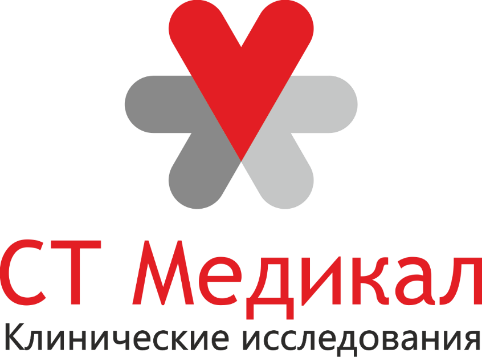 СТ Медикал
Клинические исследования